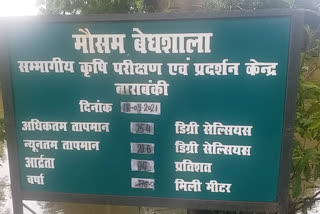 मौसम बेधशाला
सम्भागीय कृषि परीक्षण एवं प्रदर्शन केन्द्र
बाराबंकी
दिनांक
अधिकतम तापमान डिग्री सेल्सियस
न्यूनतम तापमान डिग्री सेल्सियस
आर्द्रता प्रतिशत
वर्षा मिली मीटर